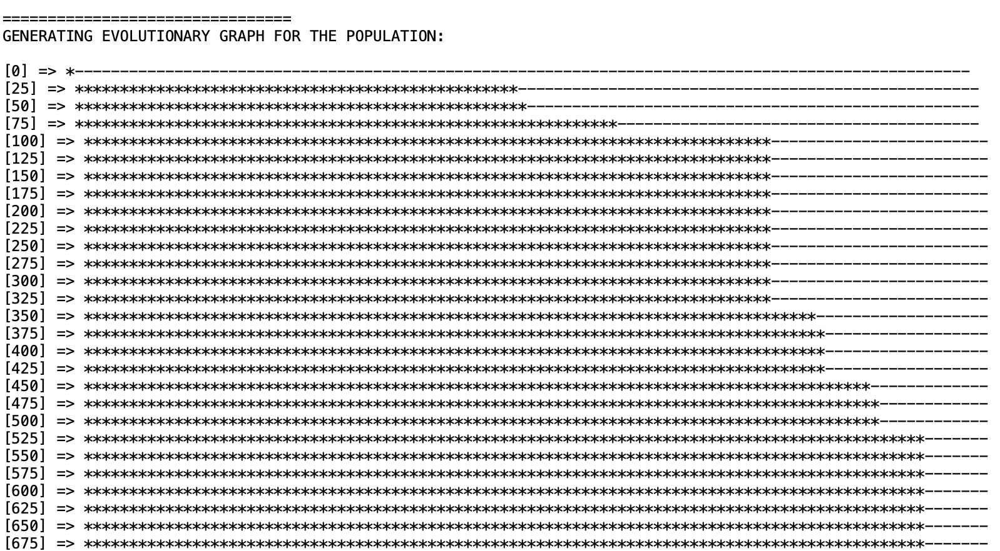 ================================
GENERATING EVOLUTIONARY GRAPH FOR THE POPULATION:
[0] => *---------------------------------------------------------------------------------------------------
[25] => *************************************************---------------------------------------------------
[50] => **************************************************--------------------------------------------------
[75] => ************************************************************----------------------------------------
[100] => ****************************************************************************------------------------
[125] => ****************************************************************************------------------------
[150] => ****************************************************************************------------------------
[175] => ****************************************************************************------------------------
[200] => ****************************************************************************------------------------
[225] => ****************************************************************************------------------------
[250] => ****************************************************************************------------------------
[275] => ****************************************************************************------------------------
[300] => ****************************************************************************------------------------
[325] => ****************************************************************************------------------------
[350] => *********************************************************************************-------------------
[375] => **********************************************************************************------------------
[400] => **********************************************************************************------------------
[425] => **********************************************************************************------------------
[450] => ***************************************************************************************-------------
[475] => ****************************************************************************************------------
[500] => ****************************************************************************************------------
[525] => *********************************************************************************************-------
[550] => *********************************************************************************************-------
[575] => *********************************************************************************************-------
[600] => *********************************************************************************************-------
[625] => *********************************************************************************************-------
[650] => *********************************************************************************************-------
[675] => *********************************************************************************************-------